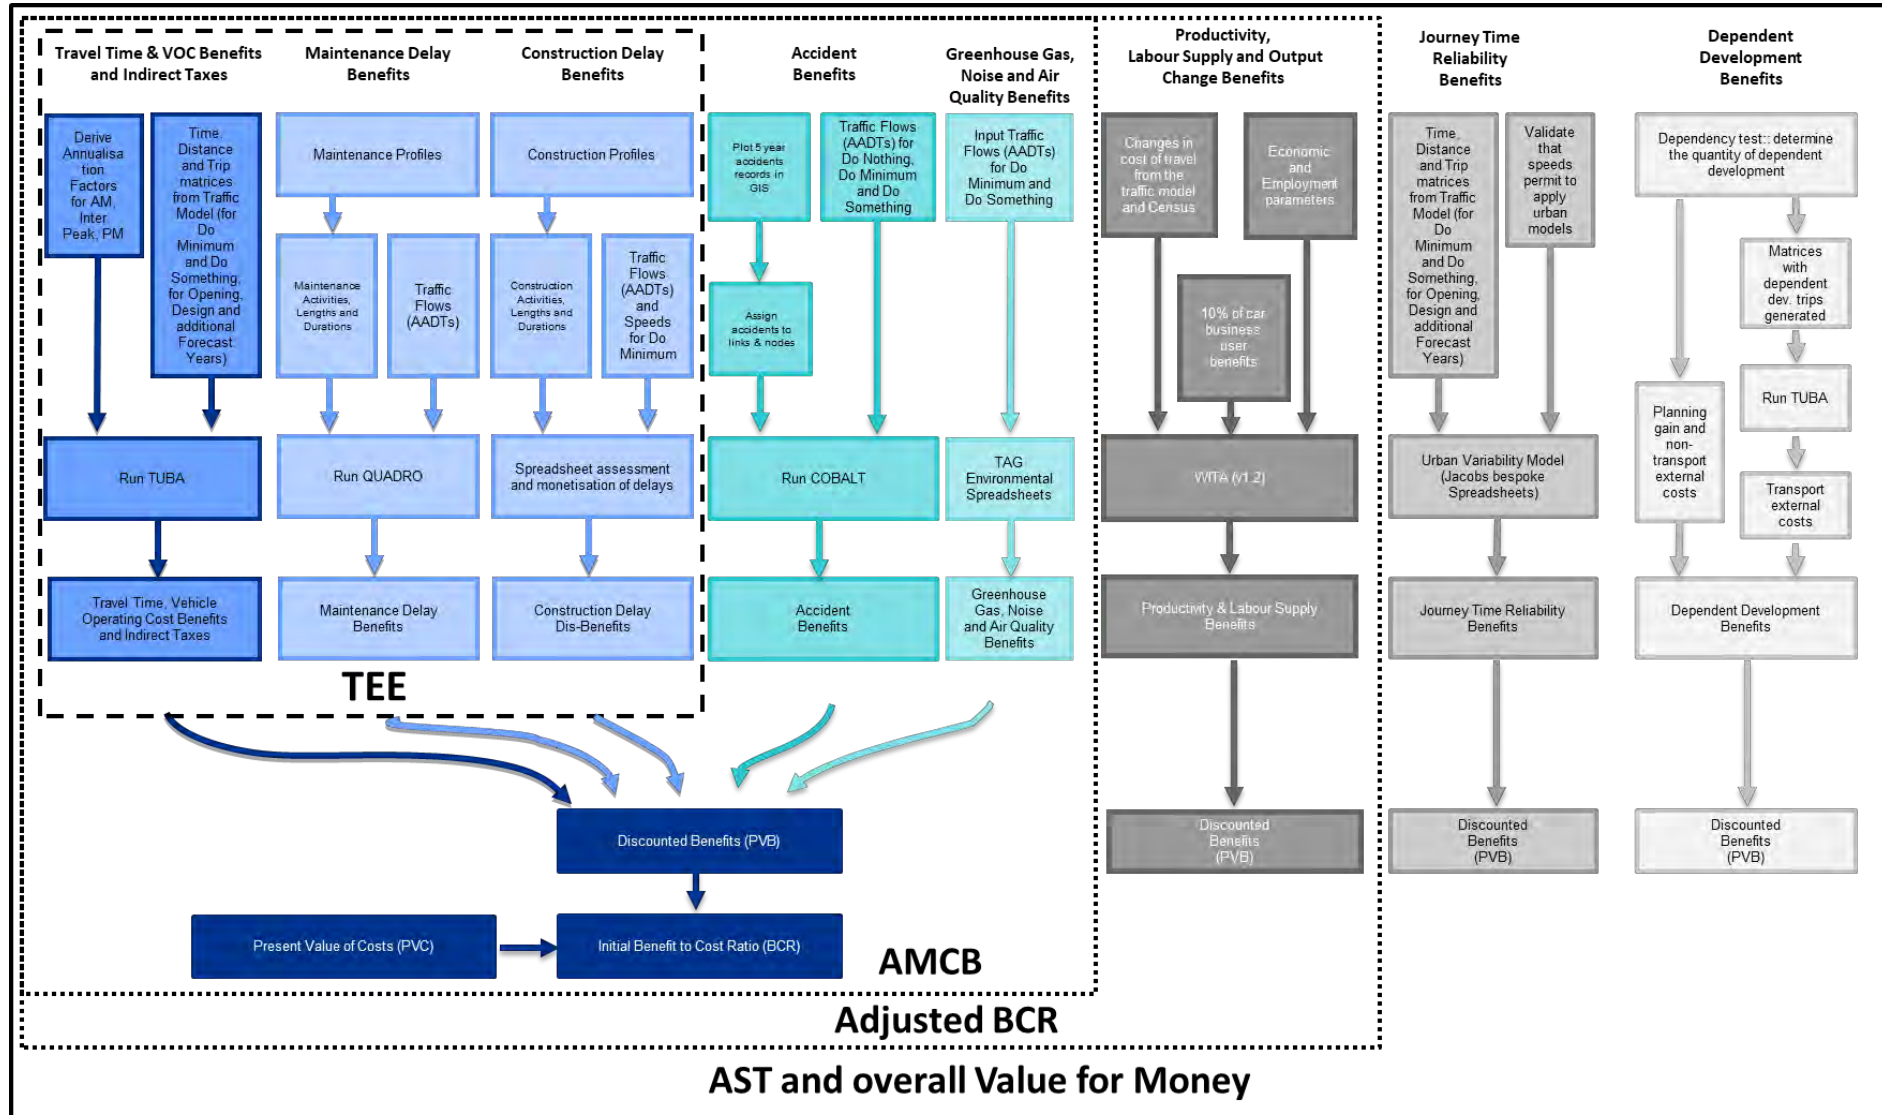 Travel Time & VOC Benefits
and Indirect Taxes
Maintenance Delay
Benefits
Construction Delay
Benefits
Accident
Benefits
Greenhouse Gas,
Noise and Air
Quality Benefits
Productivity,
Labour Supply and Output
Change Benefits
Journey Time
Reliability
Benefits
Dependent
Development
Benefits
Derive
Annualisa
tion
Factors
for AM,
Inter
Peak, PM
Time,
Distance
and Trip
matrices from
Traffic Model (for
Do
Minimum
and Do
Something,
for Opening,
Design and
additional
Forecast
Years)
Run TUBA
Travel Time, Vehicle
Operating Cost Benefits
and Indirect Taxes
Maintenance Profiles
Maintenance
Activities,
Lengths and
Durations
Traffic
Flows
(AADTs)
Run QUADRO
Maintenance Delay
Benefits
Construction Profiles
Construction
Activities,
Lengths and
Durations
Traffic
Flows
(AADTs)
and
Speeds
for Do
Minimum
Spreadsheet assessment
and monetisation of delays
Construction Delay
Dis-Benefits
TEE
Plot 5 year
accidents
records in
GIS
Traffic Flows
(AADTs) for
Do Nothing,
Do Minimum
and Do
Something
Assign
accidents to
links & nodes
Run COBALT
Accident
Benefits
Input Traffic
Flows (AADTs)
for Do
Minimum and
Do Something
TAG
Environmental
Spreadsheets
Greenhouse
Gas, Noise
and Air Quality
Benefits
Changes in
cost of travel
from the
traffic model
and Census
Economic
and
Employment
parameters
10% of car
business
user
benefits
WITA (v1.2)
Productivity & Labour Supply
Benefits
Discounted
Benefits
(PVB)
Time,
Distance
and Trip
matrices
from Traffic
Model (for
Do
Minimum
and Do
Something,
for Opening,
Design and
additional
Forecast
Years)
Validate
that
speeds
permit to
apply
urban
models
Urban Variability Model
(Jacobs bespoke
Spreadsheets)
Journey Time Reliability
Benefits
Discounted
Benefits
(PVB)
Dependency test:: determine
the quantity of dependent
development
Matrices
with
dependent
dev. trips
generated
Run TUBA
Planning
gain and
non-
transport
external
costs
Transport
external
costs
Dependent Development
Benefits
Discounted
Benefits
(PVB)
Discounted Benefits (PVB)
Present Value of Costs (PVC)
Initial Benefit to Cost Ratio (BCR)
AMCB
Adjusted BCR
AST and overall Value for Money